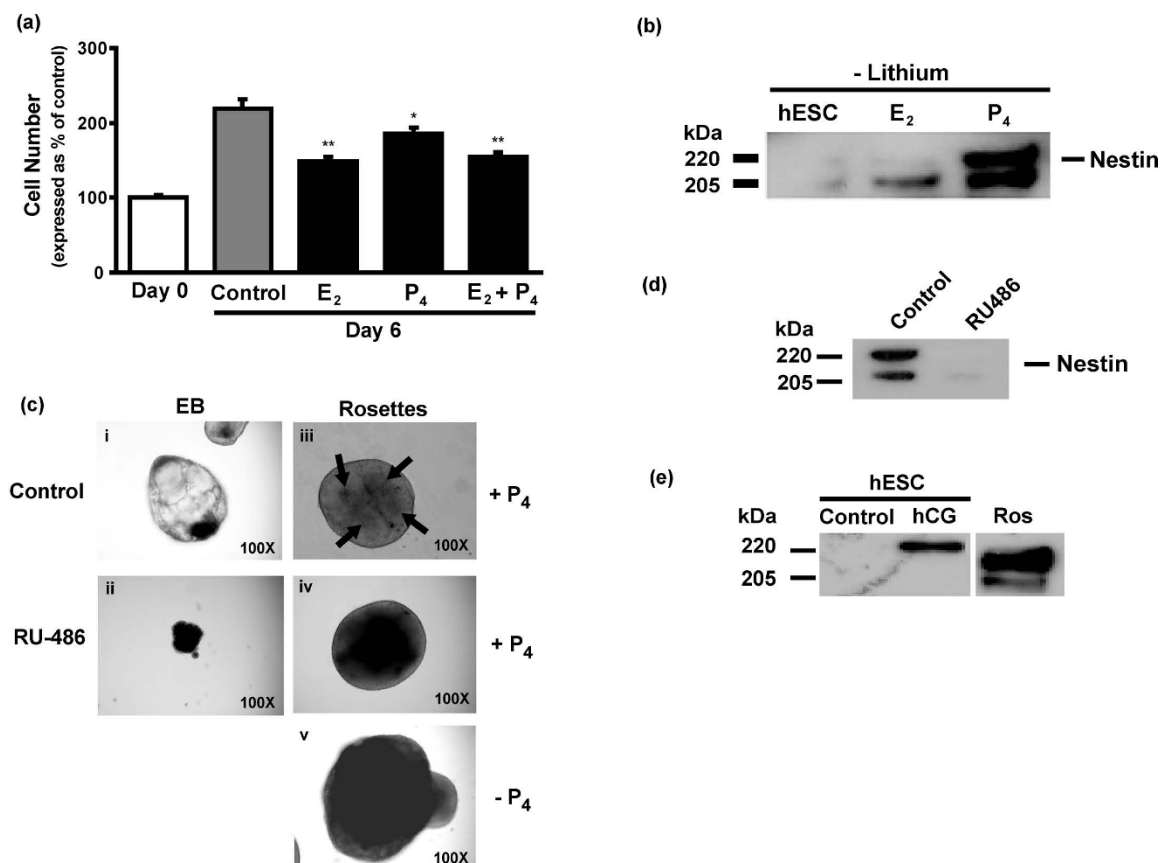 (a)
300
200
100
0
Cell Number
(expressed as % of control)
**
*
**
Day 0
Control
E₂
P₄
E₂ + P₄
Day 6
(b)
- Lithium
hESC E₂ P₄
kDa
220
205
Nestin
(c)
EB
Rosettes
Control
i
100X
iii
100X
+ P₄
RU-486
ii
100X
iv
100X
+ P₄
v
100X
- P₄
(d)
Control
RU486
kDa
220
205
Nestin
(e)
hESC
kDa
Control hCG Ros
220
205